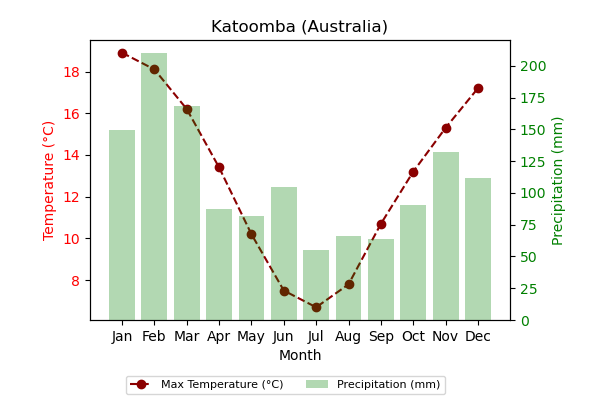 Katoomba (Australia)
Temperature (°C)
18
16
14
12
10
8
200
175
150
125
100
75
50
25
0
Precipitation (mm)
Jan Feb Mar Apr May Jun Jul Aug Sep Oct Nov Dec
Month
Max Temperature (°C) Precipitation (mm)